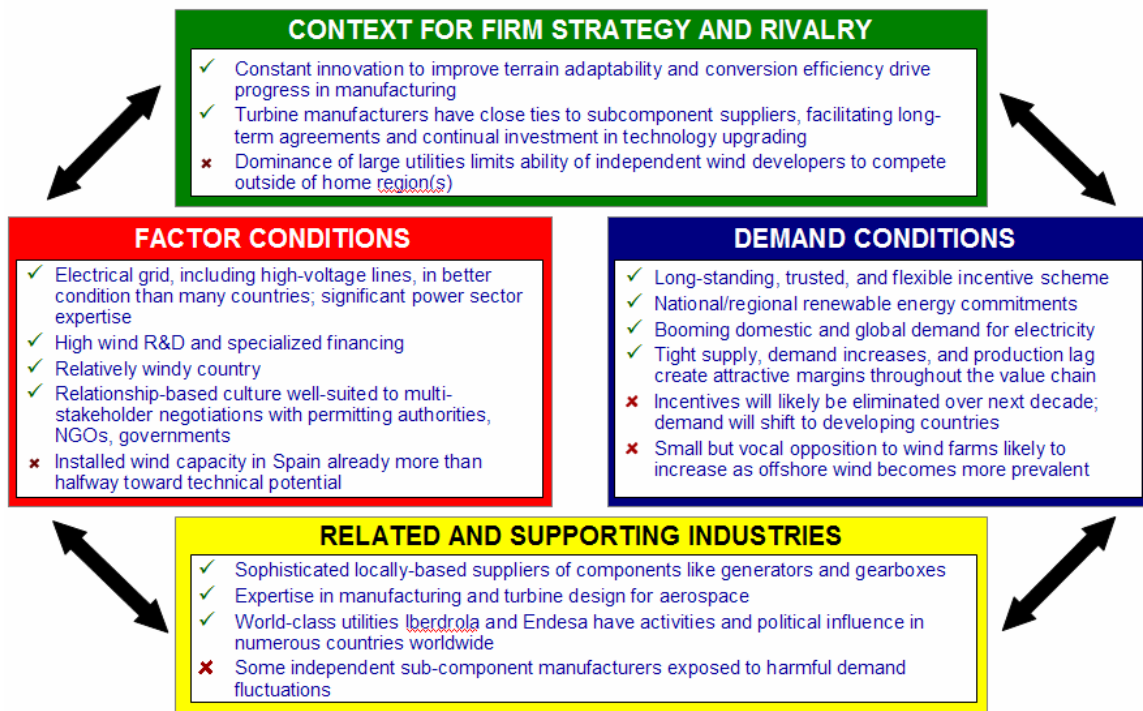 CONTEXT FOR FIRM STRATEGY AND RIVALRY
✓ Constant innovation to improve terrain adaptability and conversion efficiency drive
progress in manufacturing
✓ Turbine manufacturers have close ties to subcomponent suppliers, facilitating long-
term agreements and continual investment in technology upgrading
✗ Dominance of large utilities limits ability of independent wind developers to compete
outside of home region(s)
FACTOR CONDITIONS
✓ Electrical grid, including high-voltage lines, in better
condition than many countries; significant power sector
expertise
✓ High wind R&D and specialized financing
✓ Relatively windy country
✓ Relationship-based culture well-suited to multi-
stakeholder negotiations with permitting authorities,
NGOs, governments
✗ Installed wind capacity in Spain already more than
halfway toward technical potential
DEMAND CONDITIONS
✓ Long-standing, trusted, and flexible incentive scheme
✓ National/regional renewable energy commitments
✓ Booming domestic and global demand for electricity
✓ Tight supply, demand increases, and production lag
create attractive margins throughout the value chain
✗ Incentives will likely be eliminated over next decade;
demand will shift to developing countries
✗ Small but vocal opposition to wind farms likely to
increase as offshore wind becomes more prevalent
RELATED AND SUPPORTING INDUSTRIES
✓ Sophisticated locally-based suppliers of components like generators and gearboxes
✓ Expertise in manufacturing and turbine design for aerospace
✓ World-class utilities Iberdrola and Endesa have activities and political influence in
numerous countries worldwide
✗ Some independent sub-component manufacturers exposed to harmful demand
fluctuations